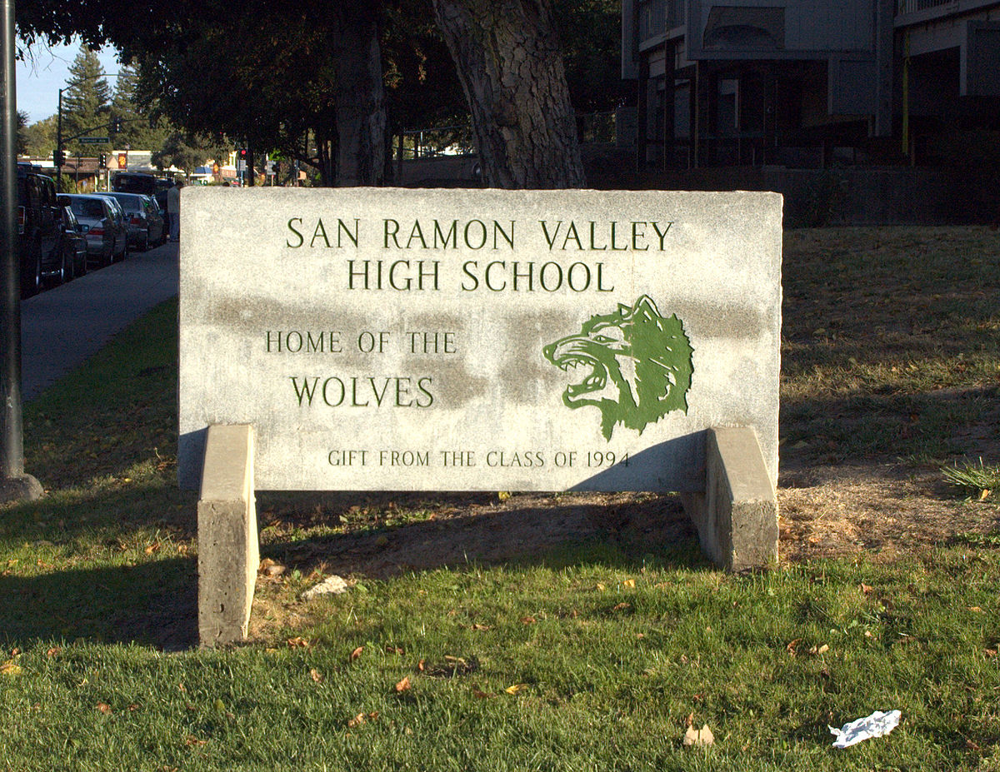 SAN RAMON VALLEY
HIGH SCHOOL
HOME OF THE
WOLVES
GIFT FROM THE CLASS OF 1994